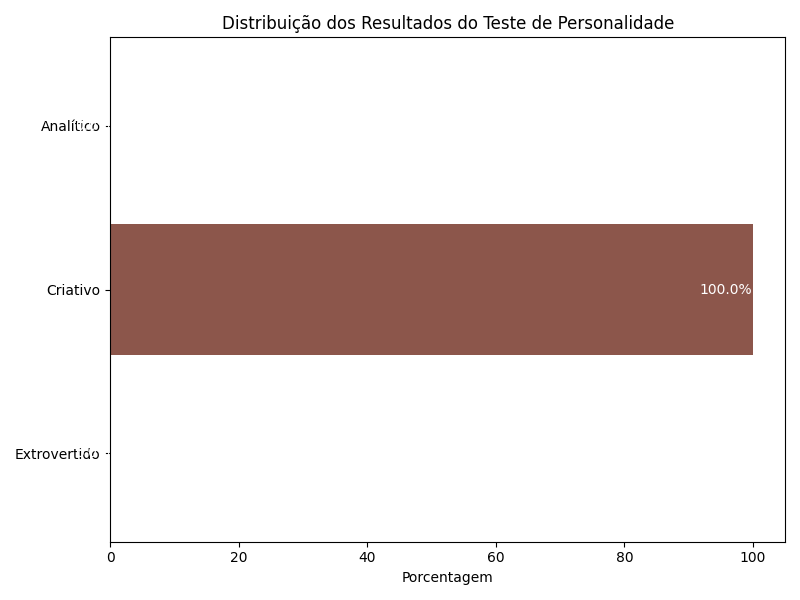 Distribuição dos Resultados do Teste de Personalidade
Analítico
Criativo
100.0%
Extrovertido
0 20 40 60 80 100
Porcentagem